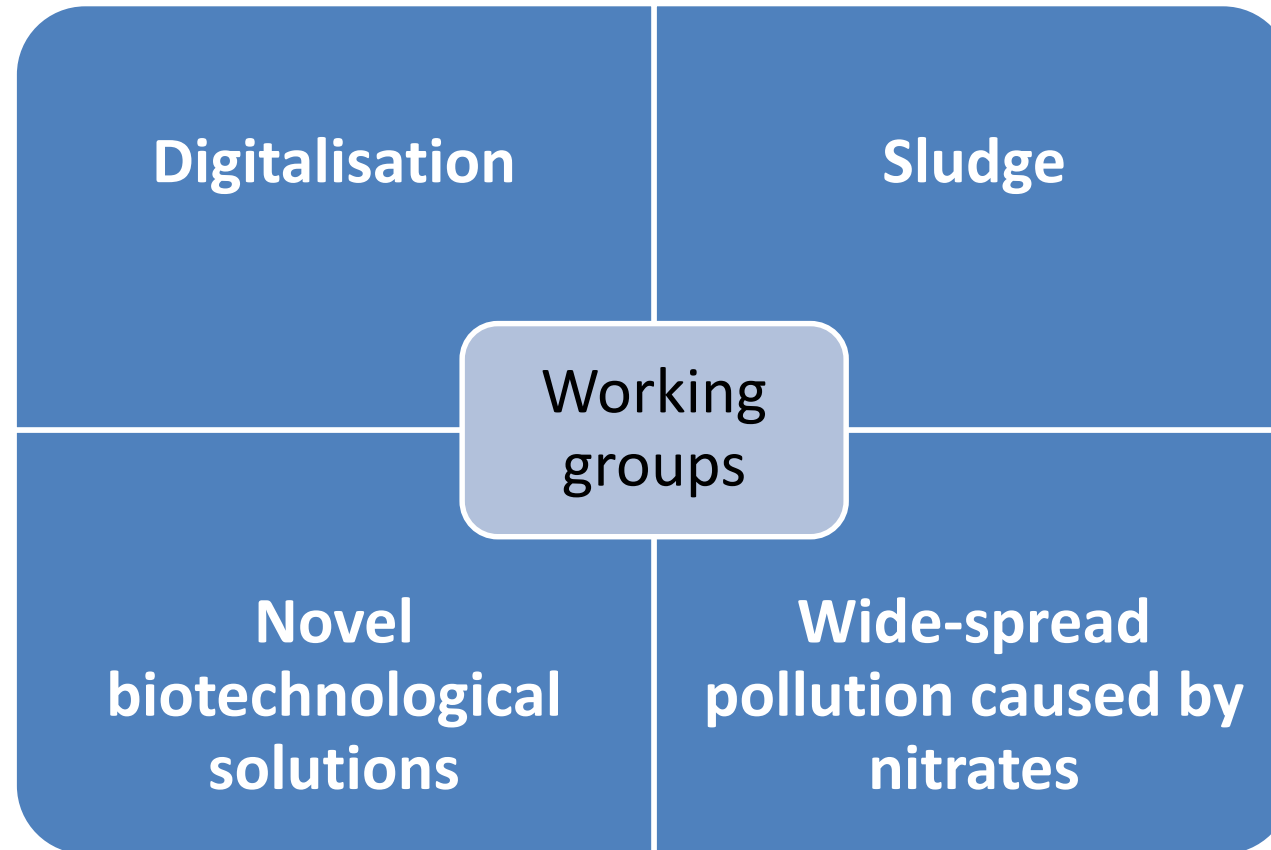 Digitalisation
Sludge
Working
groups
Novel
biotechnological
solutions
Wide-spread
pollution caused by
nitrates